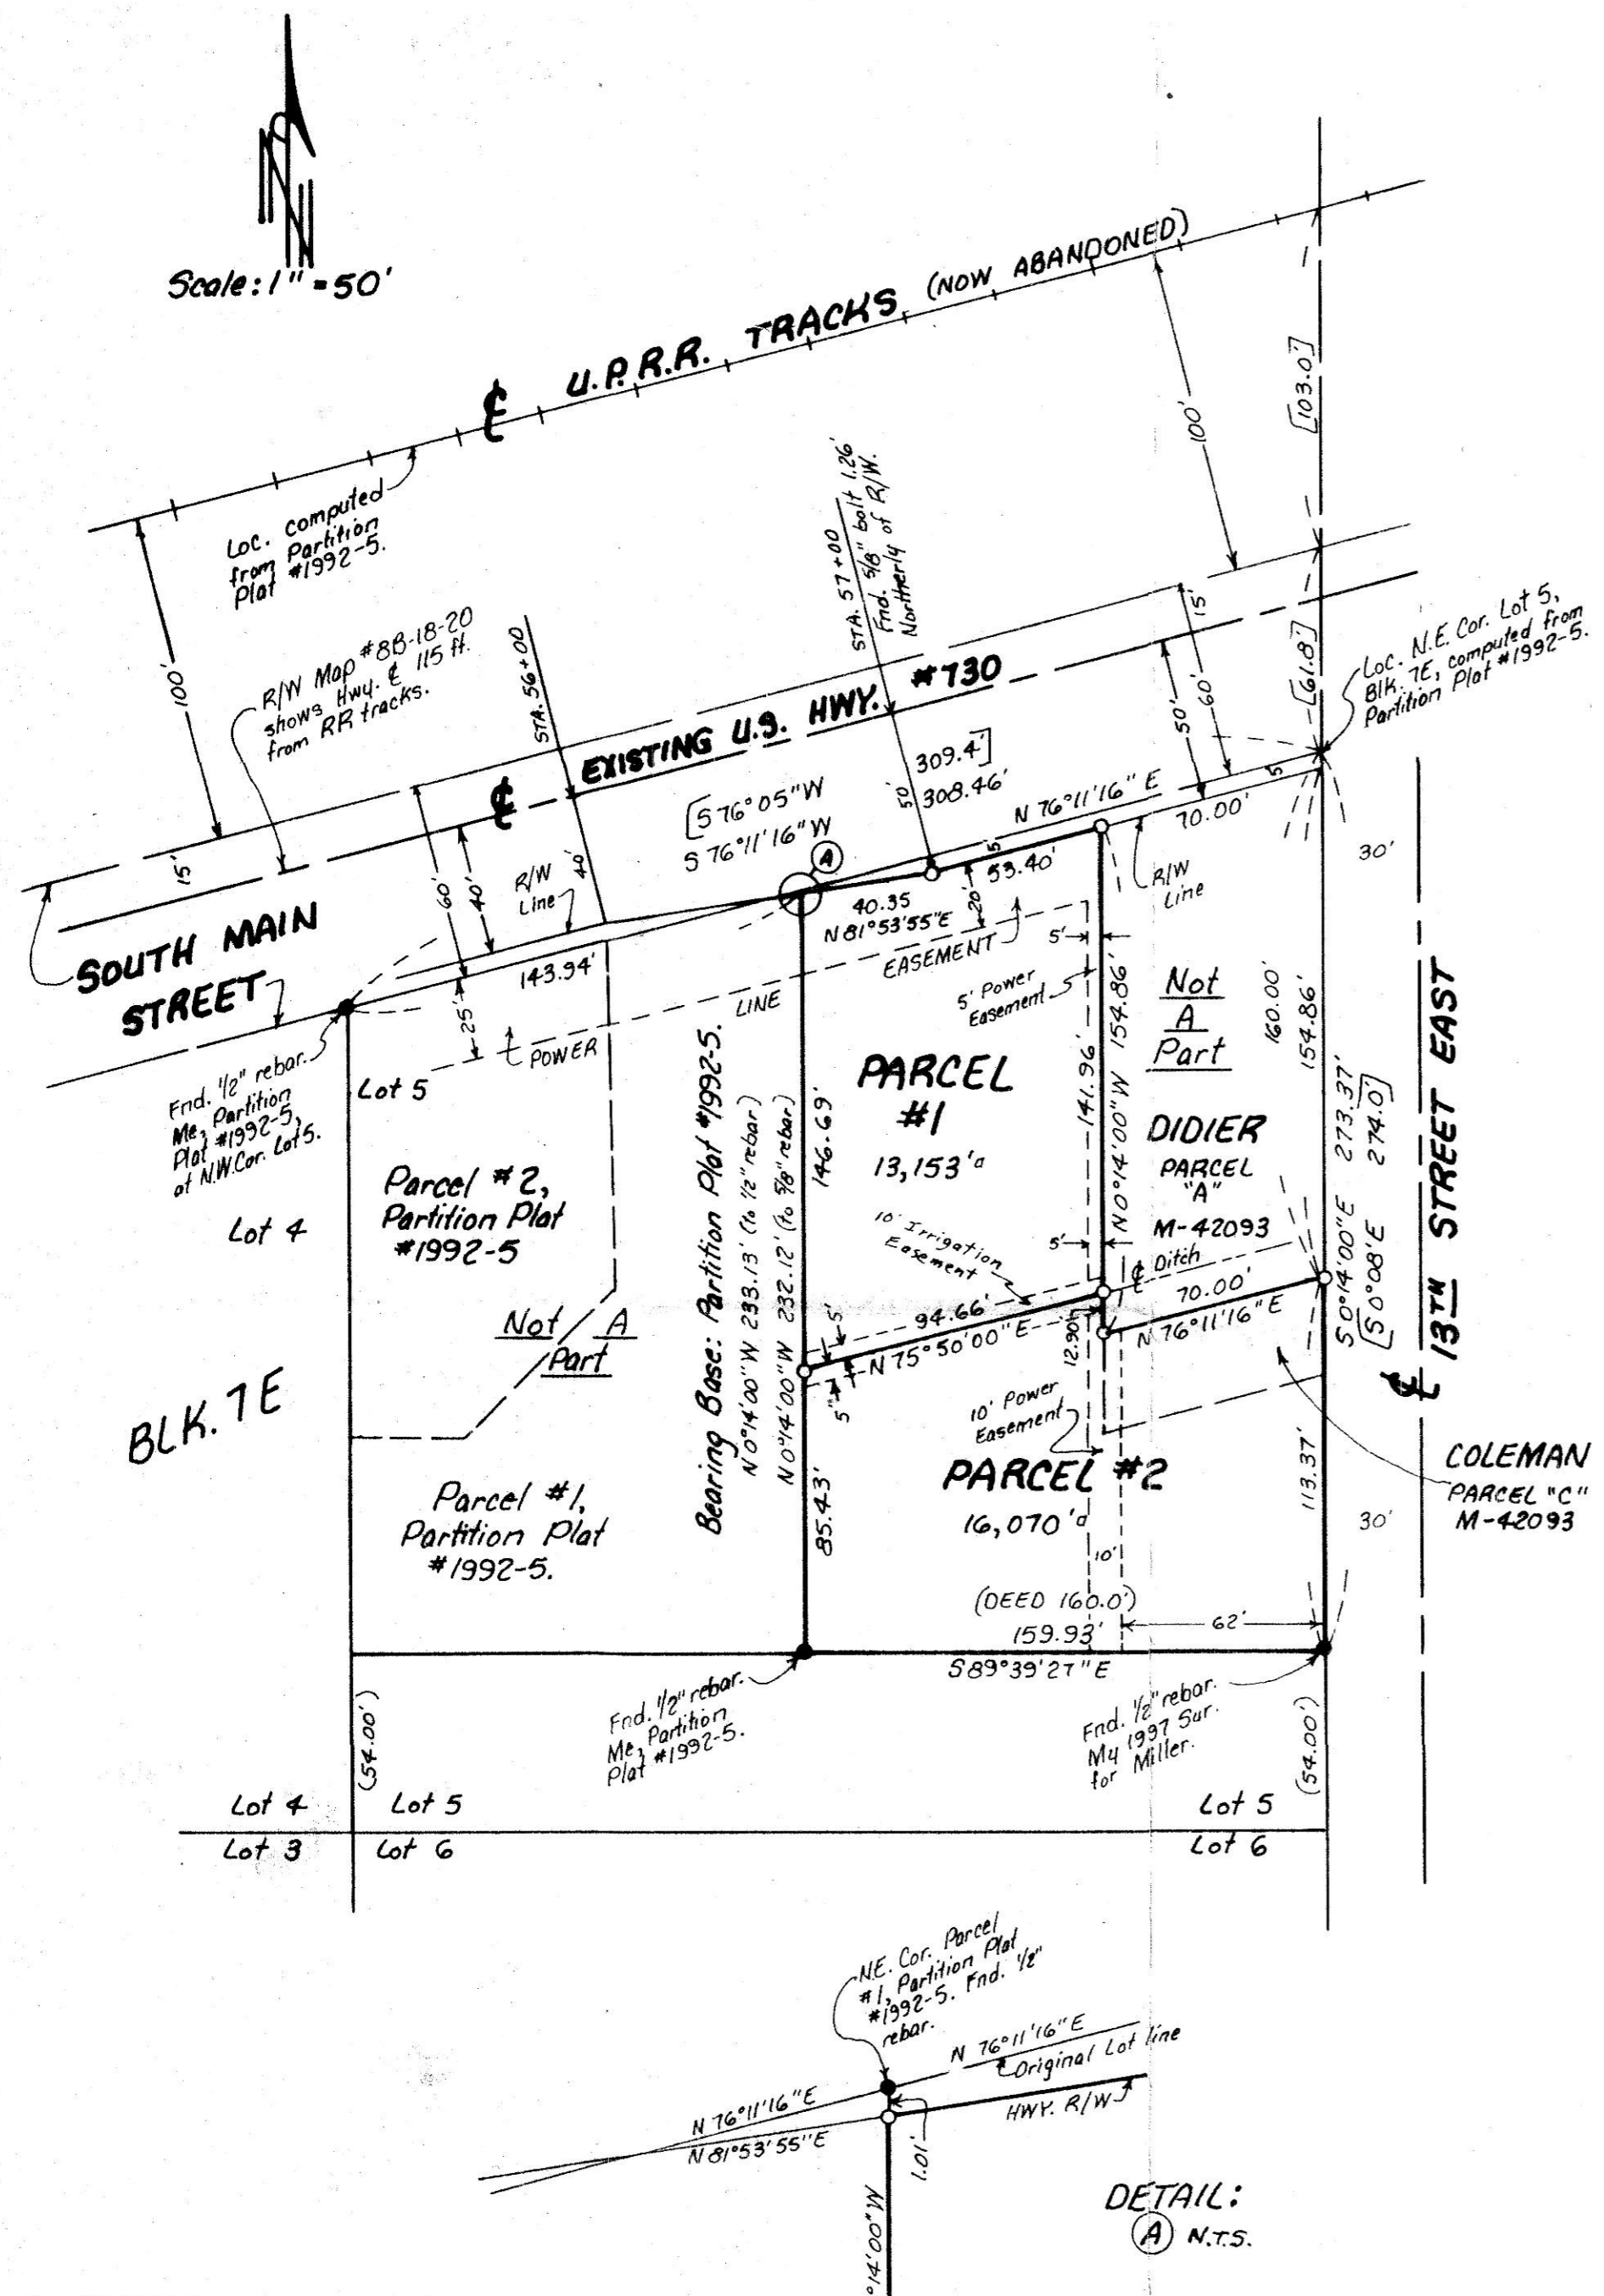 N
Scale: 1" = 50'
℄ U.P.R.R. TRACKS (NOW ABANDONED)
Loc. computed
from Partition
Plat #1992-5.
100'
100'
[103.0']
R/W Map #8B-18-20
shows Hwy. ℄ 115 ft.
from RR tracks.
STA. 56+00
STA. 57+00
Fnd. 5/8" bolt 1.26'
Northerly of R/W.
15'
[61.8']
Loc. N.E. Cor. Lot 5,
Blk. 7E, computed from
Partition Plat #1992-5.
℄ EXISTING U.S. HWY. #730
50'
60'
15'
60'
40'
R/W
Line
40'
[S 76°05"W
309.4']
S 76°11'16"W
308.46'
50'
N 76°11'16" E
5'
5'
70.00'
30'
R/W
Line
SOUTH MAIN
STREET
143.94'
25'
A
40.35
N 81°53'55"E
53.40'
20'
POWER
LINE
EASEMENT
5'
5' Power
Easement
Fnd. 1/2" rebar.
Me, Partition
Plat #1992-5,
at N.W. Cor. Lot 5.
Lot 5
Lot 4
Parcel #2,
Partition Plat
#1992-5
Not A
Part
Bearing Base: Partition Plat #1992-5.
N 0°14'00"W 233.13' (to 1/2" rebar)
N 0°14'00"W 232.12' (to 5/8" rebar)
146.69'
PARCEL
#1
13,153'□
141.96'
N 0°14'00"W 154.86'
Not
A
Part
DIDIER
PARCEL
"A"
M-42093
160.00'
154.86'
S 0°14'00"E 273.37'
[S 0°08'E 274.0']
℄ 13TH STREET EAST
10' Irrigation
Easement
5'
℄ Ditch
94.66'
N 75°50'00"E
5'
5'
12.90'
70.00'
N 76°11'16"E
BLK. 7E
Parcel #1,
Partition Plat
#1992-5.
85.43'
10' Power
Easement
PARCEL #2
16,070'□
10'
(DEED 160.0')
159.93'
S 89°39'27"E
62'
113.37'
30'
COLEMAN
PARCEL "C"
M-42093
Fnd. 1/2" rebar.
Me, Partition
Plat #1992-5.
Fnd. 1/2" rebar.
My 1997 Sur.
for Miller.
(54.00')
(54.00')
Lot 4
Lot 5
Lot 5
Lot 3
Lot 6
Lot 6
N.E. Cor. Parcel
#1, Partition Plat
#1992-5. Fnd. 1/2"
rebar.
N 76°11'16"E
Original Lot line
N 76°11'16"E
N 81°53'55"E
HWY. R/W
1.01'
°14'00"W
DETAIL:
A N.T.S.